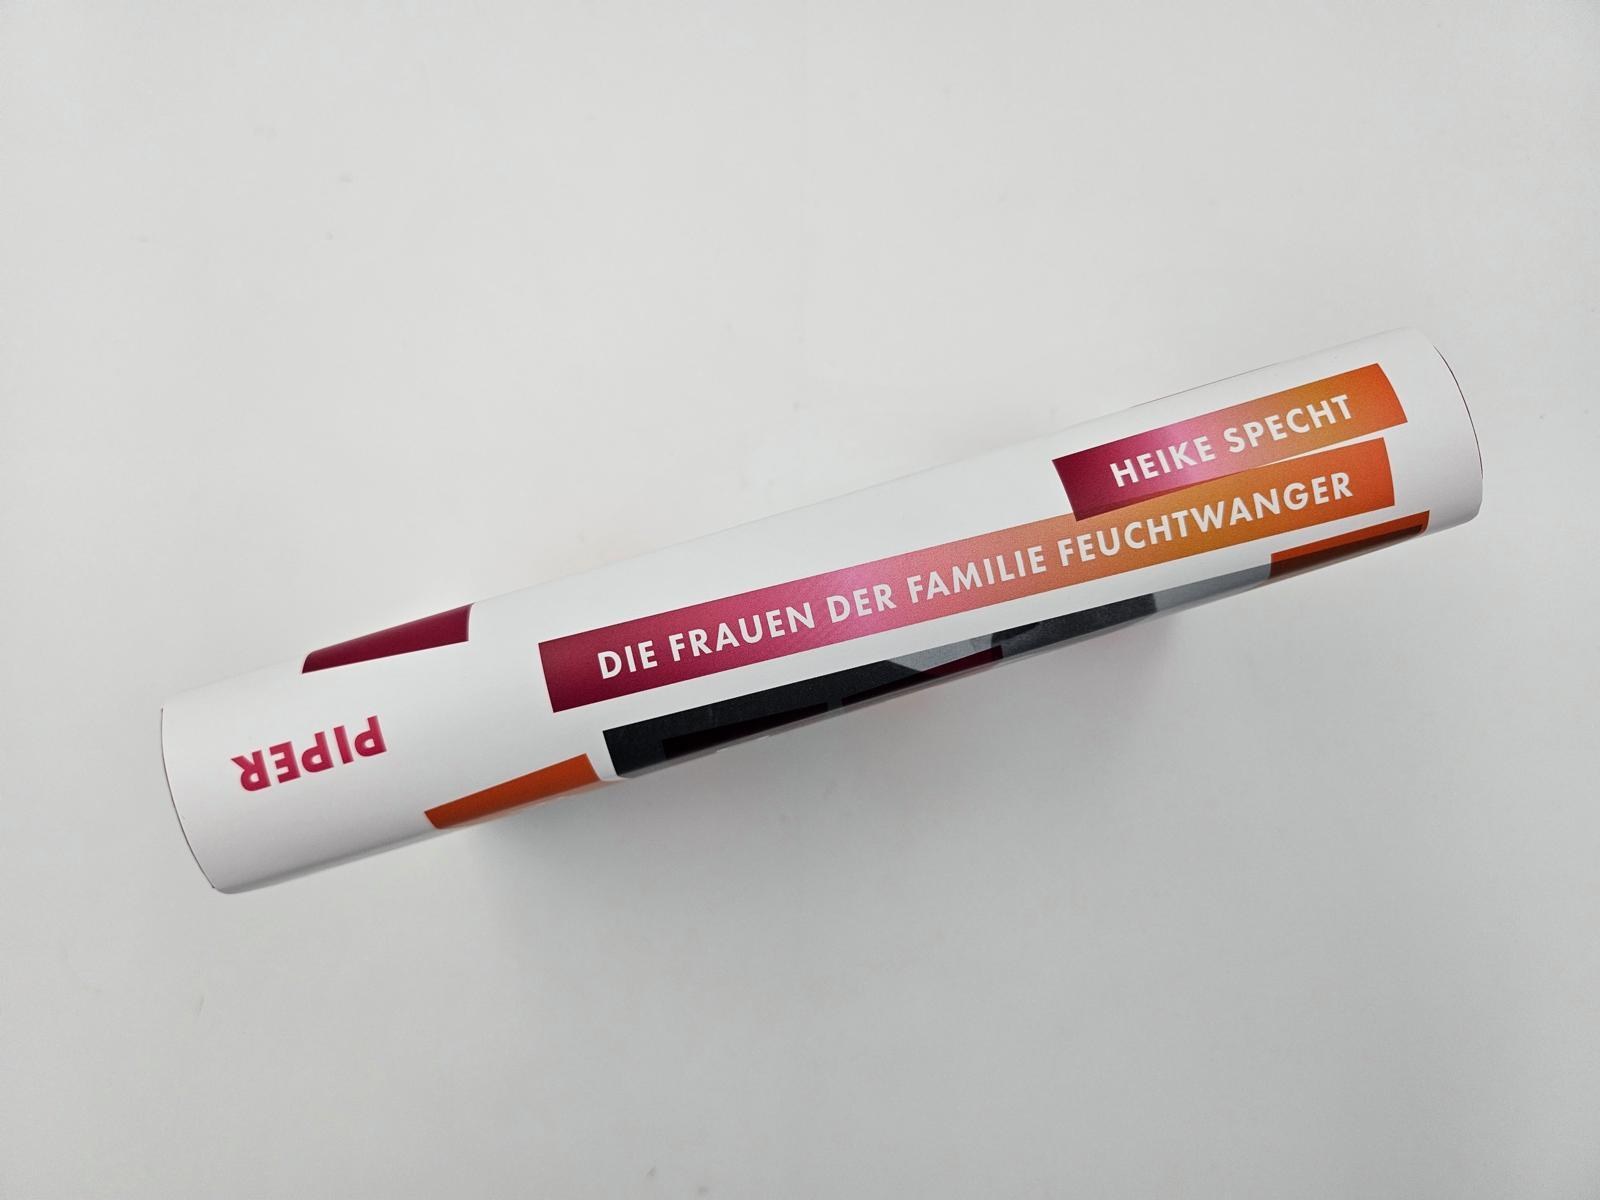 HEIKE SPECHT
DIE FRAUEN DER FAMILIE FEUCHTWANGER
PIPER